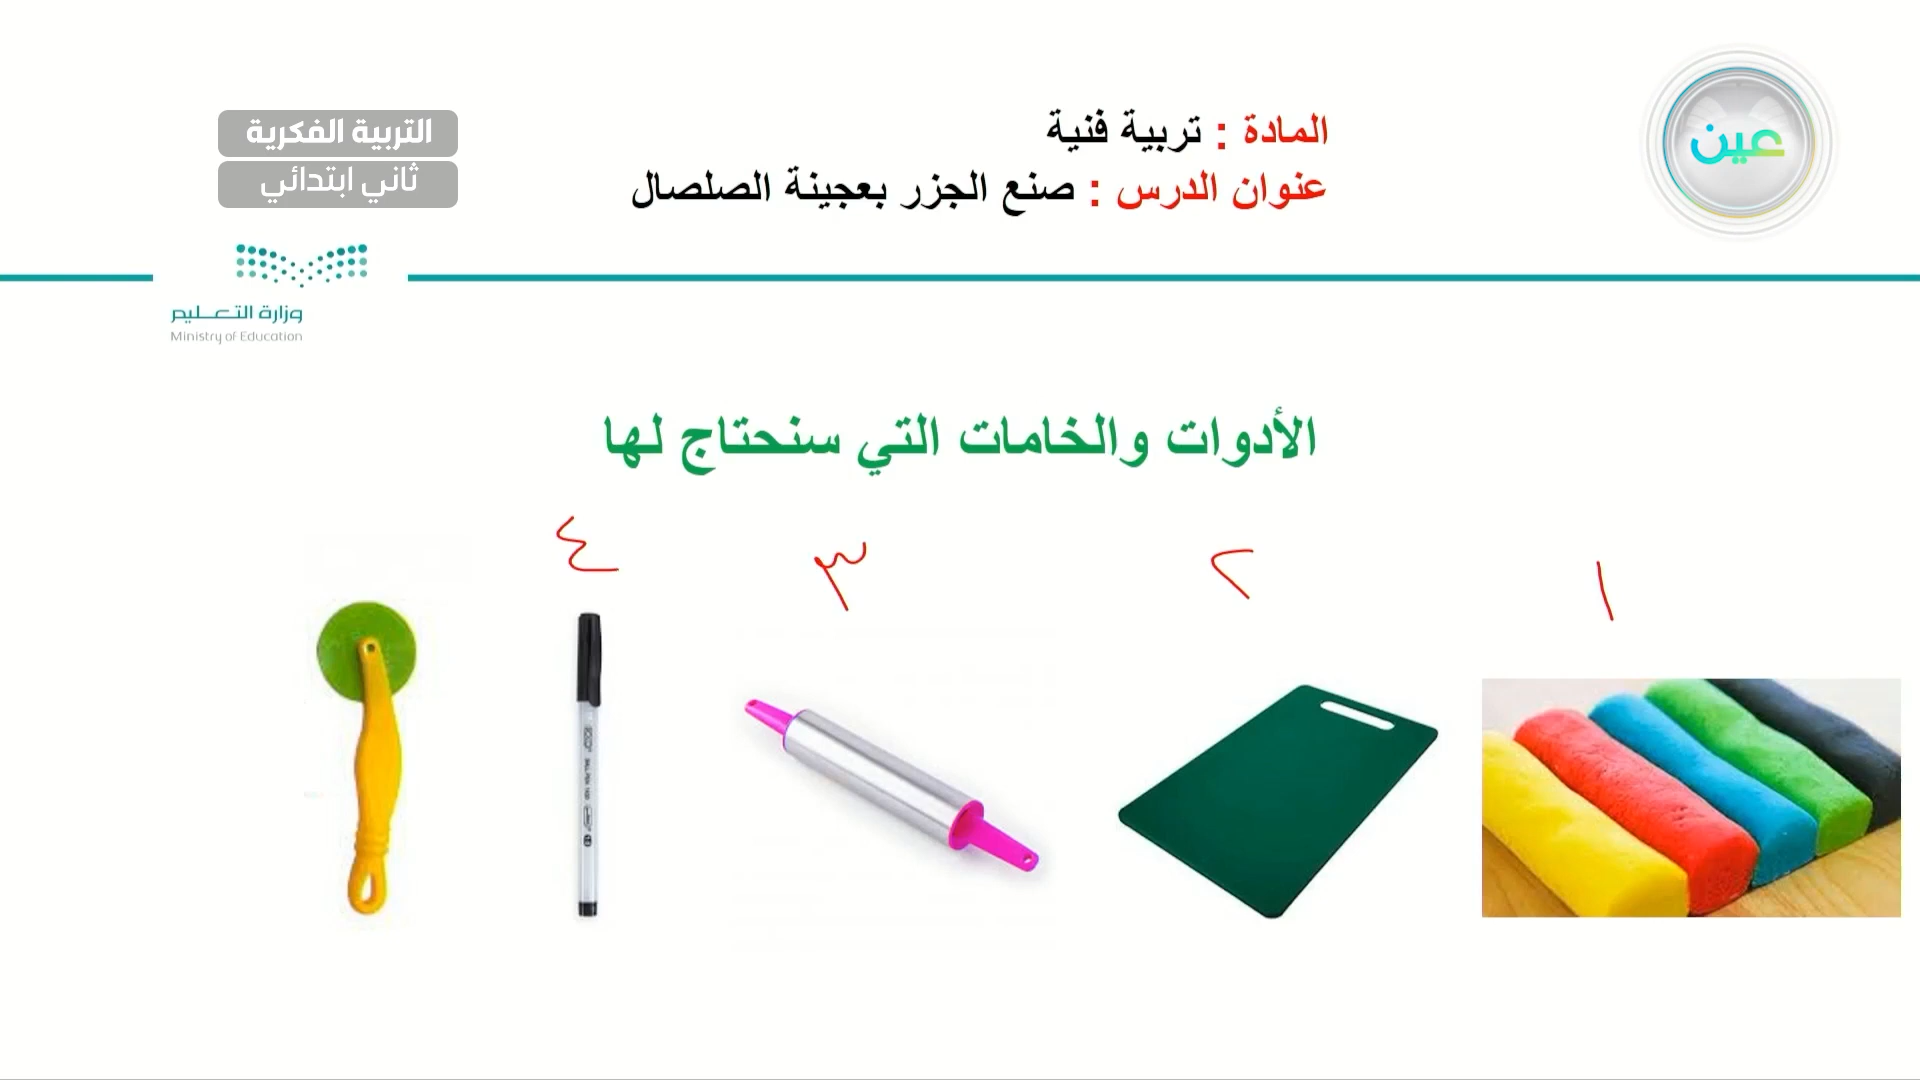 عين
المادة : تربية فنية
عنوان الدرس : صنع الجزر بعجينة الصلصال
التربية الفكرية
ثاني ابتدائي
وزارة التعليم
Ministry of Education
الأدوات والخامات التي سنحتاج لها
١
٢
٣
٤